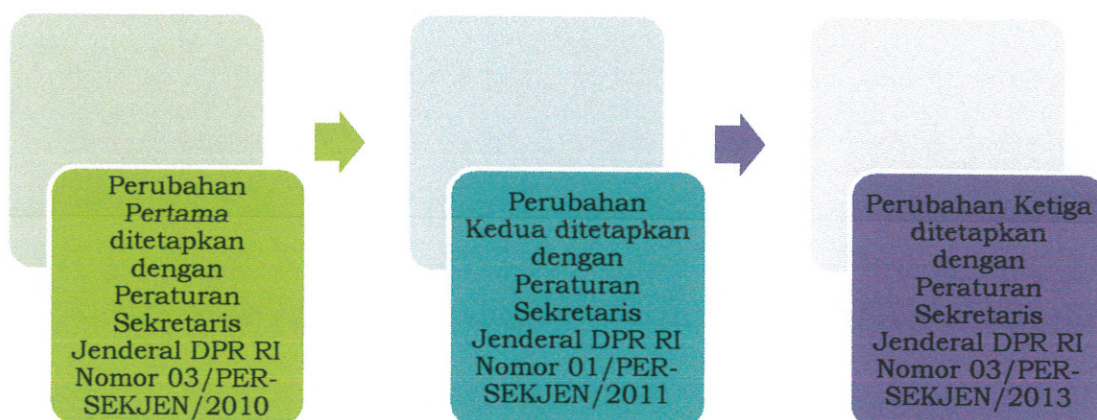 Perubahan
Pertama
ditetapkan
dengan
Peraturan
Sekretaris
Jenderal DPR RI
Nomor 03/PER-
SEKJEN/2010
Perubahan
Kedua ditetapkan
dengan
Peraturan
Sekretaris
Jenderal DPR RI
Nomor 01/PER-
SEKJEN/2011
Perubahan Ketiga
ditetapkan
dengan
Peraturan
Sekretaris
Jenderal DPR RI
Nomor 03/PER-
SEKJEN/2013